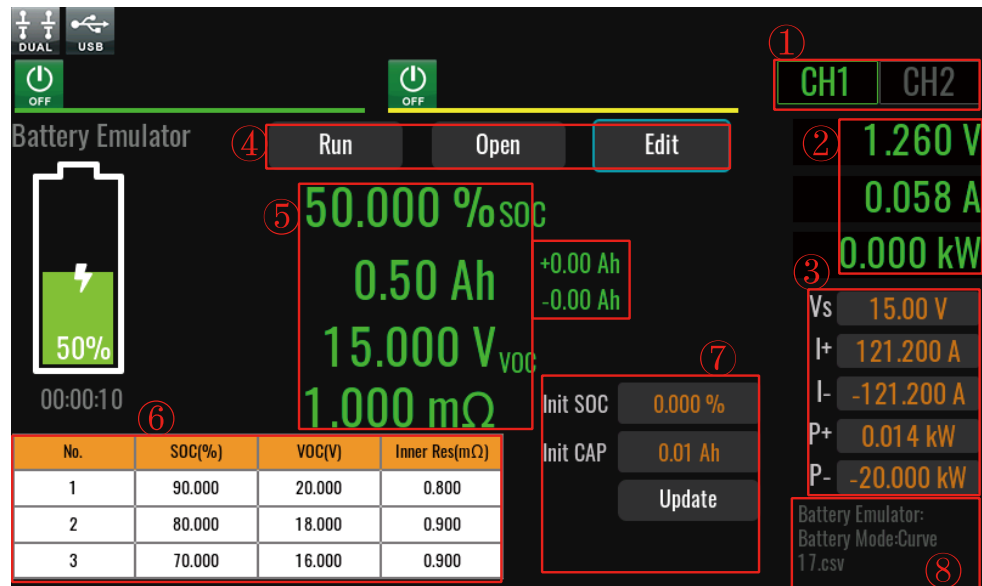 DUAL USB
OFF OFF
①
CH1 CH2
Battery Emulator
④ Run Open Edit
② 1.260 V
0.058 A
0.000 kW
⑤ 50.000 % SOC
0.50 Ah
+0.00 Ah
-0.00 Ah
15.000 V VOC
1.000 mΩ
50%
00:00:10
③
Vs 15.00 V
I+ 121.200 A
I- -121.200 A
P+ 0.014 kW
P- -20.000 kW
⑦
Init SOC 0.000 %
Init CAP 0.01 Ah
Update
⑥
No. SOC(%) VOC(V) Inner Res(mΩ)
1 90.000 20.000 0.800
2 80.000 18.000 0.900
3 70.000 16.000 0.900
Battery Emulator:
Battery Mode:Curve
17.csv
⑧